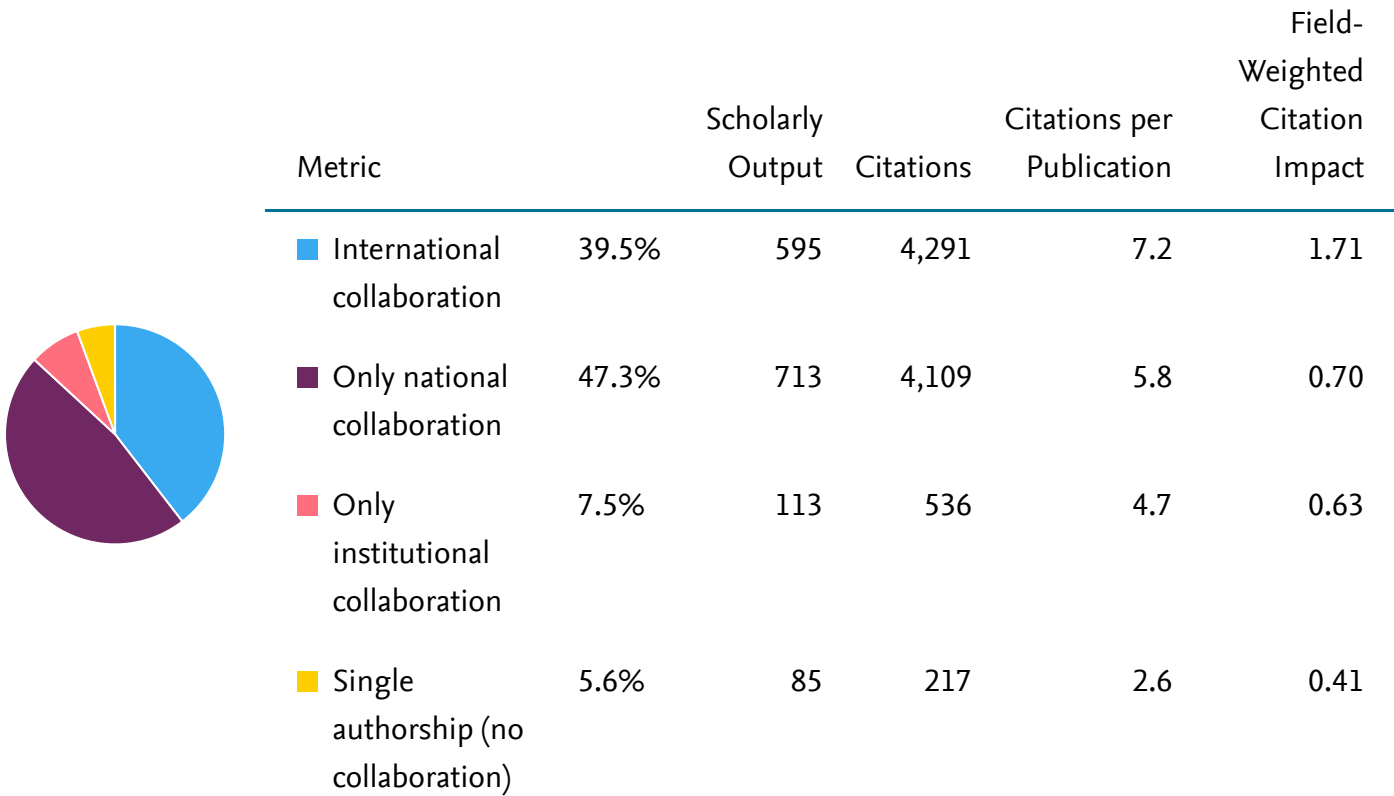 Field-
Weighted
Scholarly Citations per Citation
Metric Output Citations Publication Impact
International 39.5% 595 4,291 7.2 1.71
collaboration
Only national 47.3% 713 4,109 5.8 0.70
collaboration
Only 7.5% 113 536 4.7 0.63
institutional
collaboration
Single 5.6% 85 217 2.6 0.41
authorship (no
collaboration)